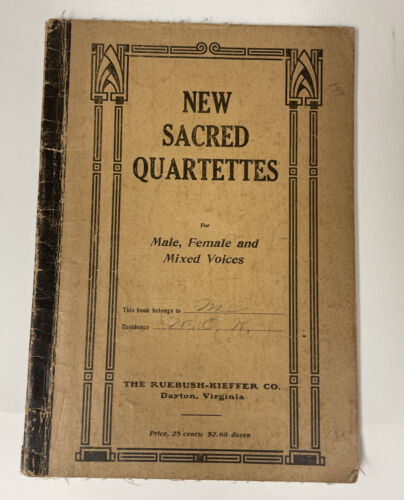 NEW
SACRED
QUARTETTES
For
Male, Female and
Mixed Voices
This book belongs to
Residence
THE RUEBUSH-KIEFFER CO.
Dayton, Virginia
Price, 25 cents; $2.60 dozen